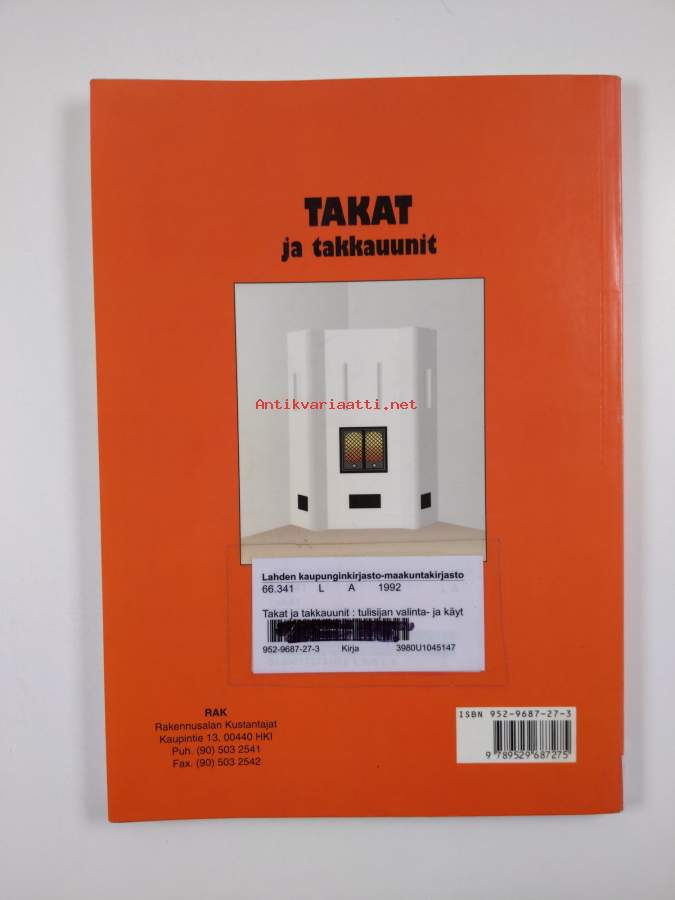 TAKAT
ja takkauunit
Antikvariaatti.net
Lahden kaupunginkirjasto-maakuntakirjasto
66.341 L A 1992
Takat ja takkauunit : tulisijan valinta- ja käyt
952-9687-27-3 Kirja 3980U1045147
RAK
Rakennusalan Kustantajat
Kaupintie 13, 00440 HKI
Puh. (90) 503 2541
Fax. (90) 503 2542
ISBN 952-9687-27-3
9 789529 687275